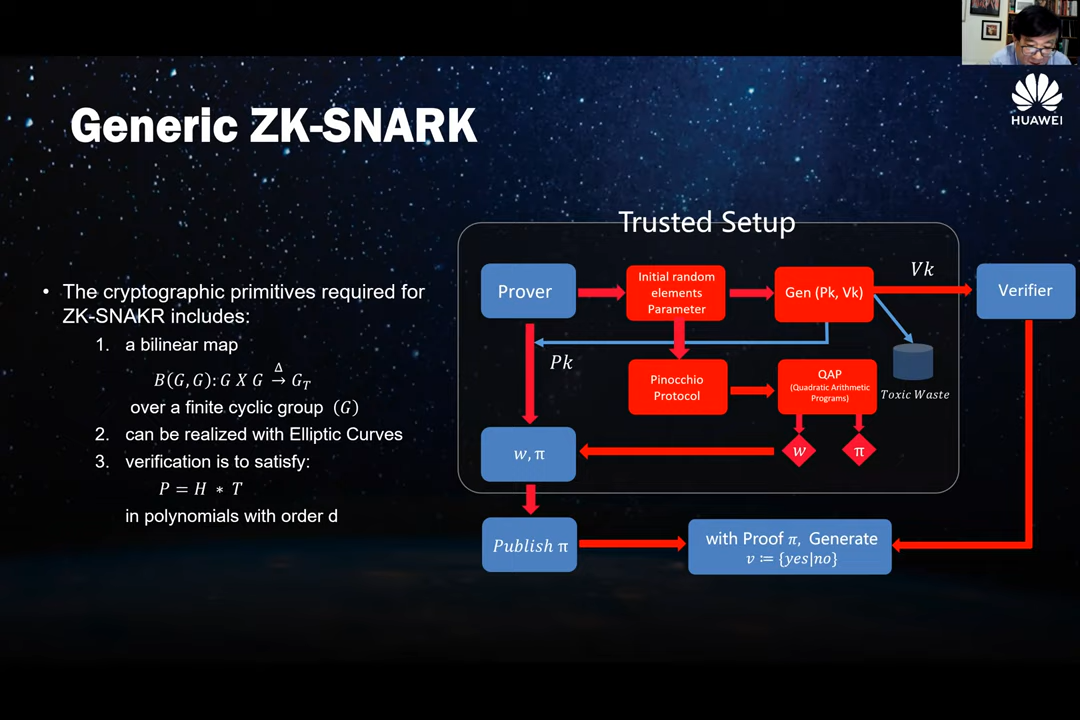 Generic ZK-SNARK
HUAWEI
• The cryptographic primitives required for
ZK-SNAKR includes:
1. a bilinear map
B(G, G): G X G →^Δ G_T
over a finite cyclic group (G)
2. can be realized with Elliptic Curves
3. verification is to satisfy:
P = H * T
in polynomials with order d
Trusted Setup
Prover
Initial random
elements
Parameter
Gen (Pk, Vk)
Vk
Verifier
Pk
Pinocchio
Protocol
QAP
(Quadratic Arithmetic
Programs)
Toxic Waste
w, π
w
π
Publish π
with Proof π, Generate
v ≔ {yes|no}